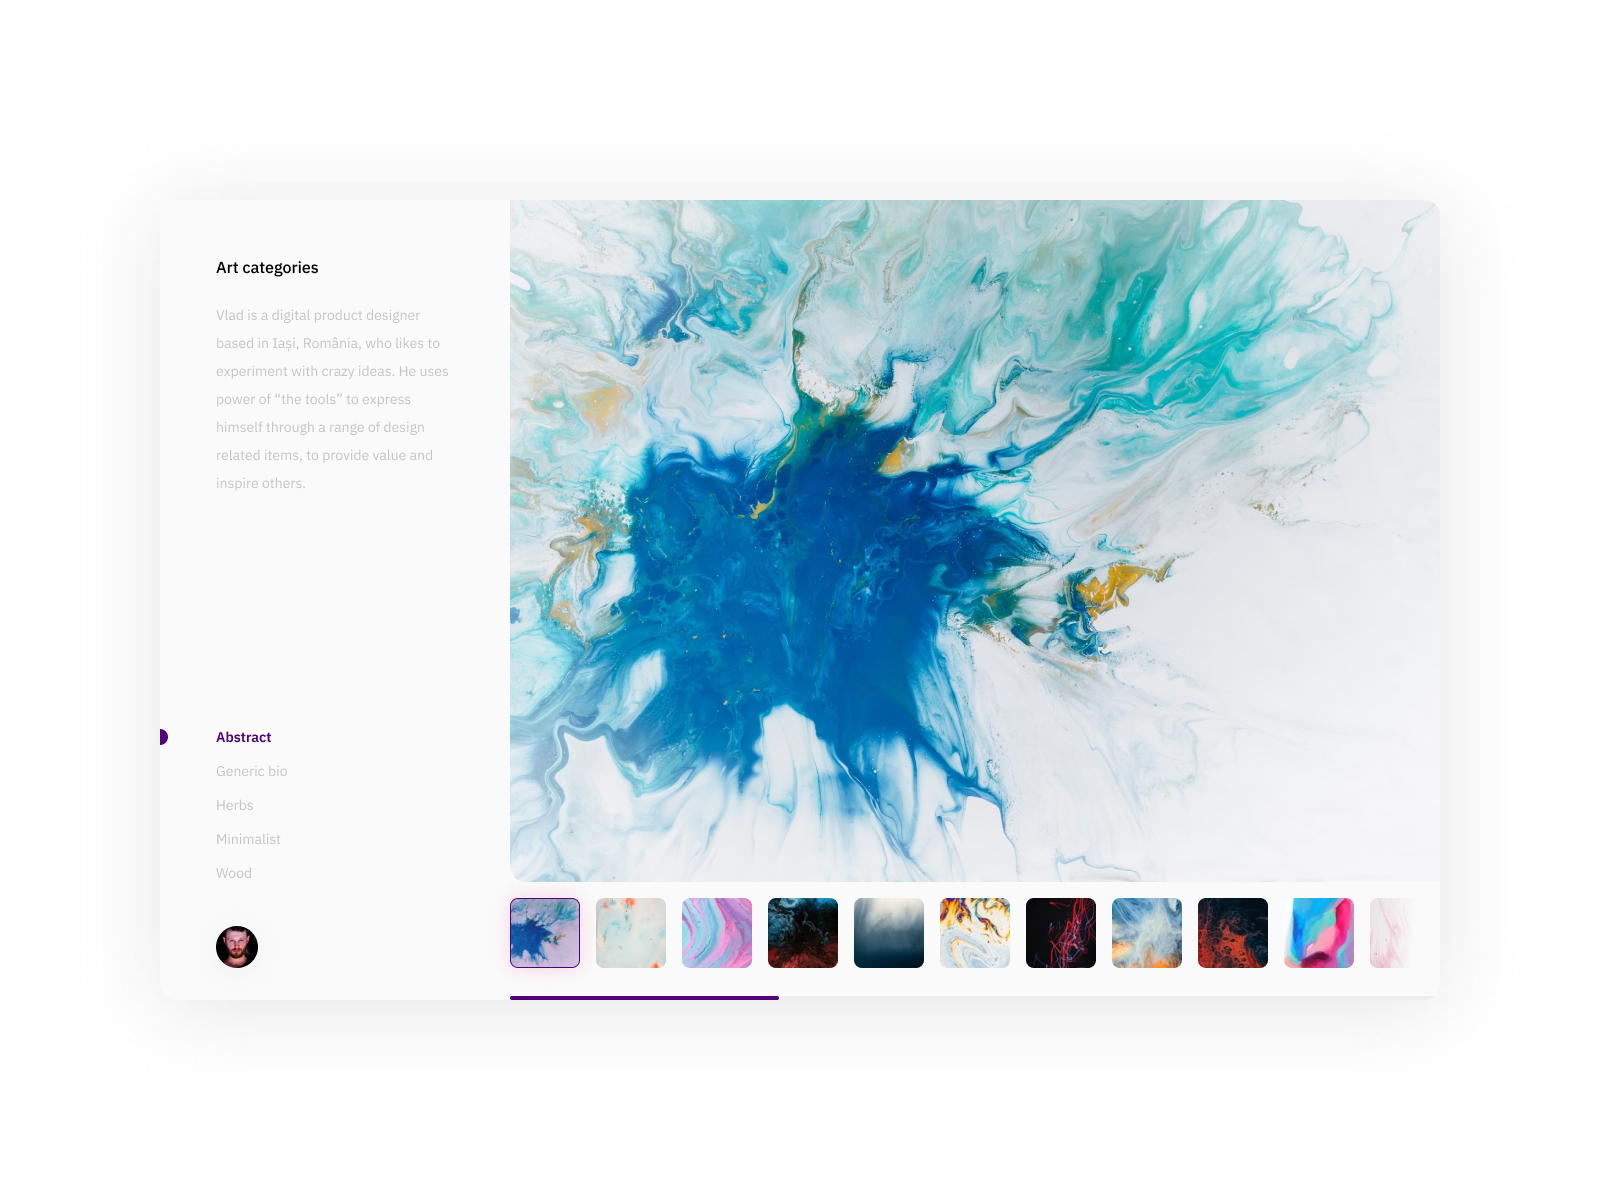 Art categories
Vlad is a digital product designer
based in Iași, România, who likes to
experiment with crazy ideas. He uses
power of “the tools” to express
himself through a range of design
related items, to provide value and
inspire others.
Abstract
Generic bio
Herbs
Minimalist
Wood